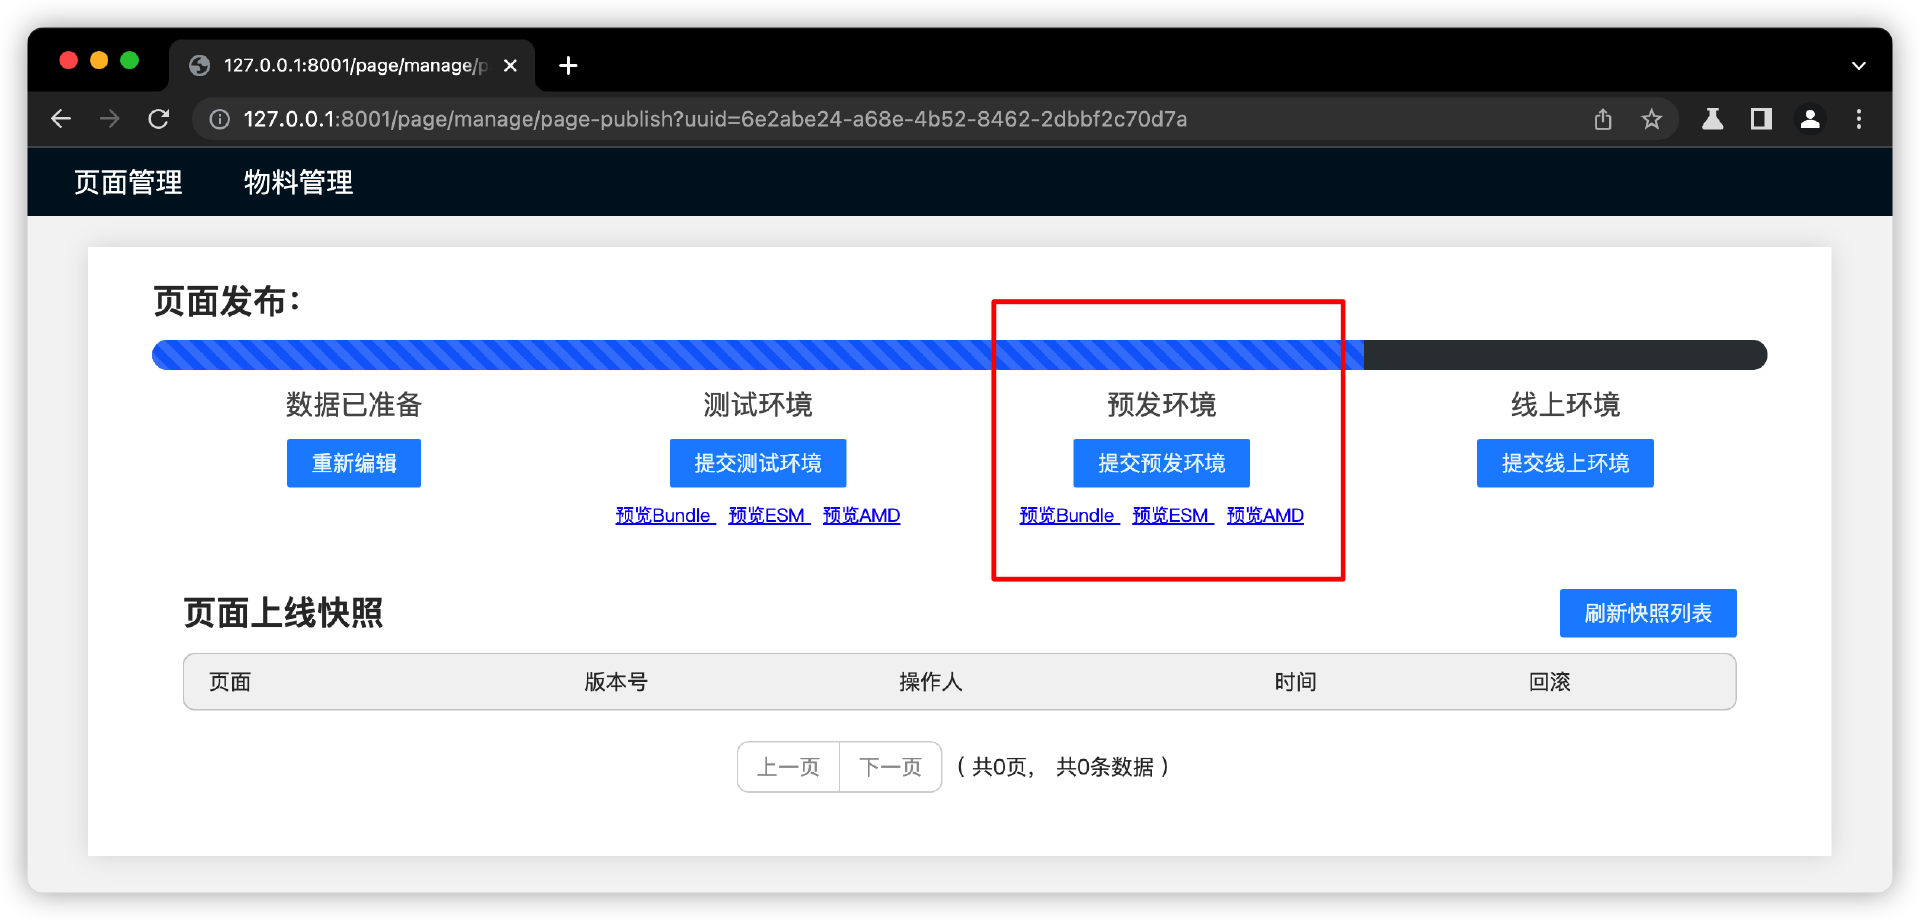 127.0.0.1:8001/page/manage/p
127.0.0.1:8001/page/manage/page-publish?uuid=6e2abe24-a68e-4b52-8462-2dbbf2c70d7a
页面管理 物料管理
页面发布：
数据已准备 测试环境 预发环境 线上环境
重新编辑 提交测试环境 提交预发环境 提交线上环境
预览Bundle 预览ESM 预览AMD 预览Bundle 预览ESM 预览AMD
页面上线快照 刷新快照列表
页面 版本号 操作人 时间 回滚
上一页 下一页 （共0页， 共0条数据）